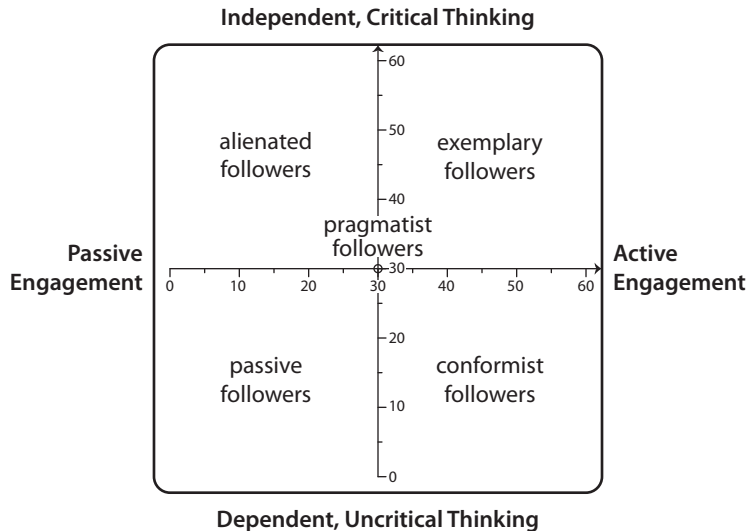 Independent, Critical Thinking
60
50
alienated
followers
exemplary
followers
40
pragmatist
followers
Passive
Engagement
30
Active
Engagement
0 10 20 30 40 50 60
20
passive
followers
conformist
followers
10
0
Dependent, Uncritical Thinking